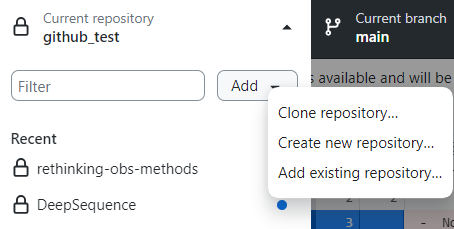 Current repository
github_test
Current branch
main
Filter
Add
s available and will be
Clone repository...
Create new repository...
Add existing repository...
Recent
rethinking-obs-methods
DeepSequence
2 2
3 - No